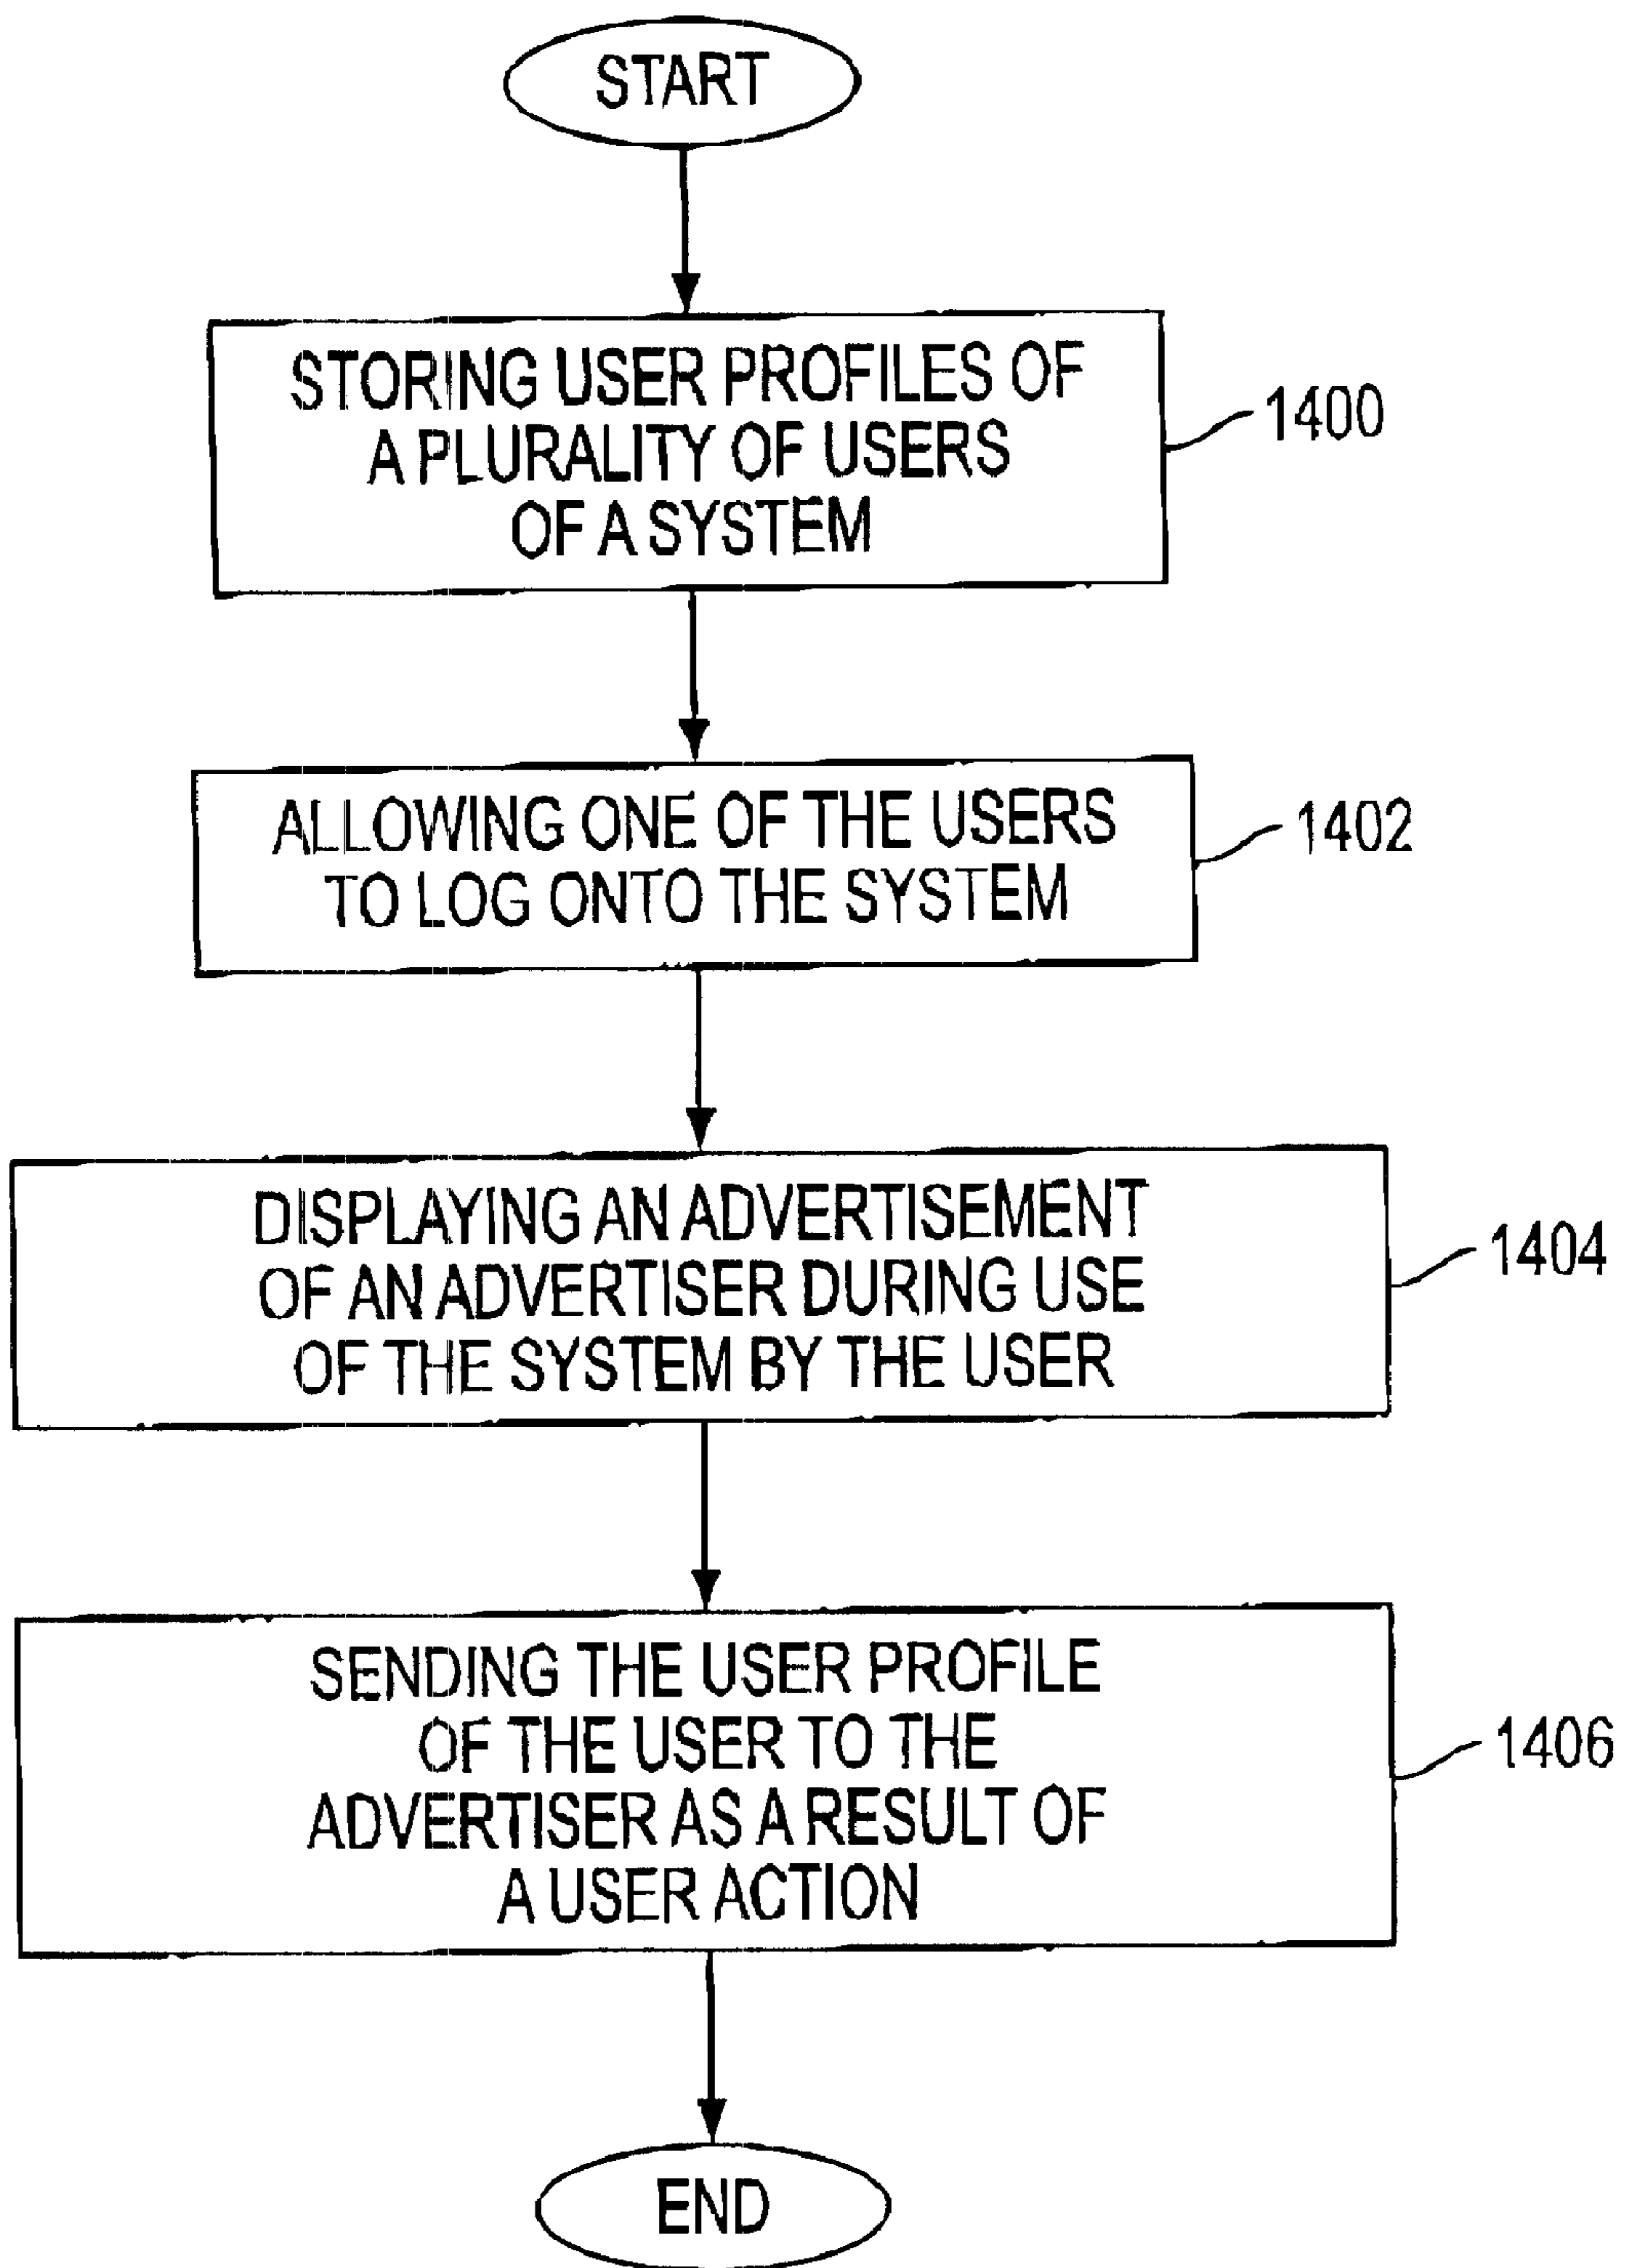 START
STORING USER PROFILES OF
A PLURALITY OF USERS
OF A SYSTEM
1400
ALLOWING ONE OF THE USERS
TO LOG ONTO THE SYSTEM
1402
DISPLAYING AN ADVERTISEMENT
OF AN ADVERTISER DURING USE
OF THE SYSTEM BY THE USER
1404
SENDING THE USER PROFILE
OF THE USER TO THE
ADVERTISER AS A RESULT OF
A USER ACTION
1406
END